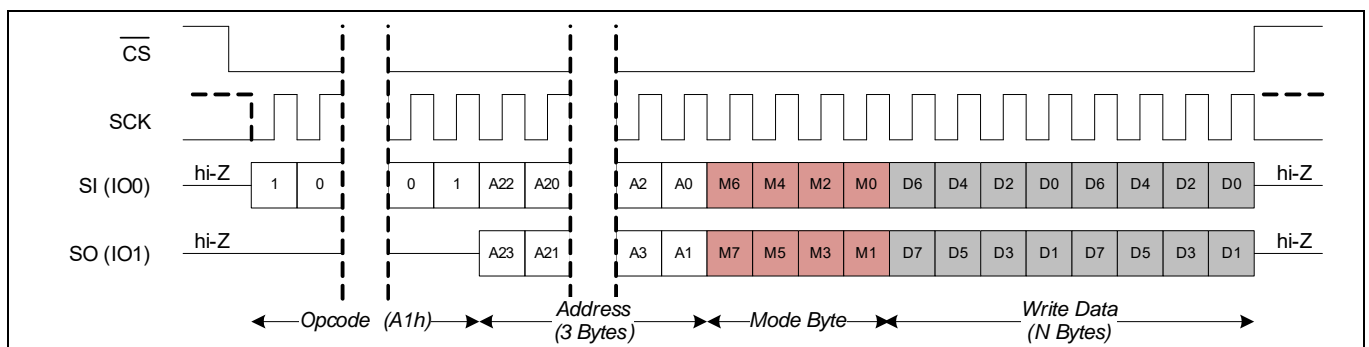 CS
SCK
SI (IO0) hi-Z 1 0 0 1 A22 A20 A2 A0 M6 M4 M2 M0 D6 D4 D2 D0 D6 D4 D2 D0 hi-Z
SO (IO1) hi-Z A23 A21 A3 A1 M7 M5 M3 M1 D7 D5 D3 D1 D7 D5 D3 D1 hi-Z
Opcode (A1h) Address Mode Byte Write Data
(3 Bytes) (N Bytes)